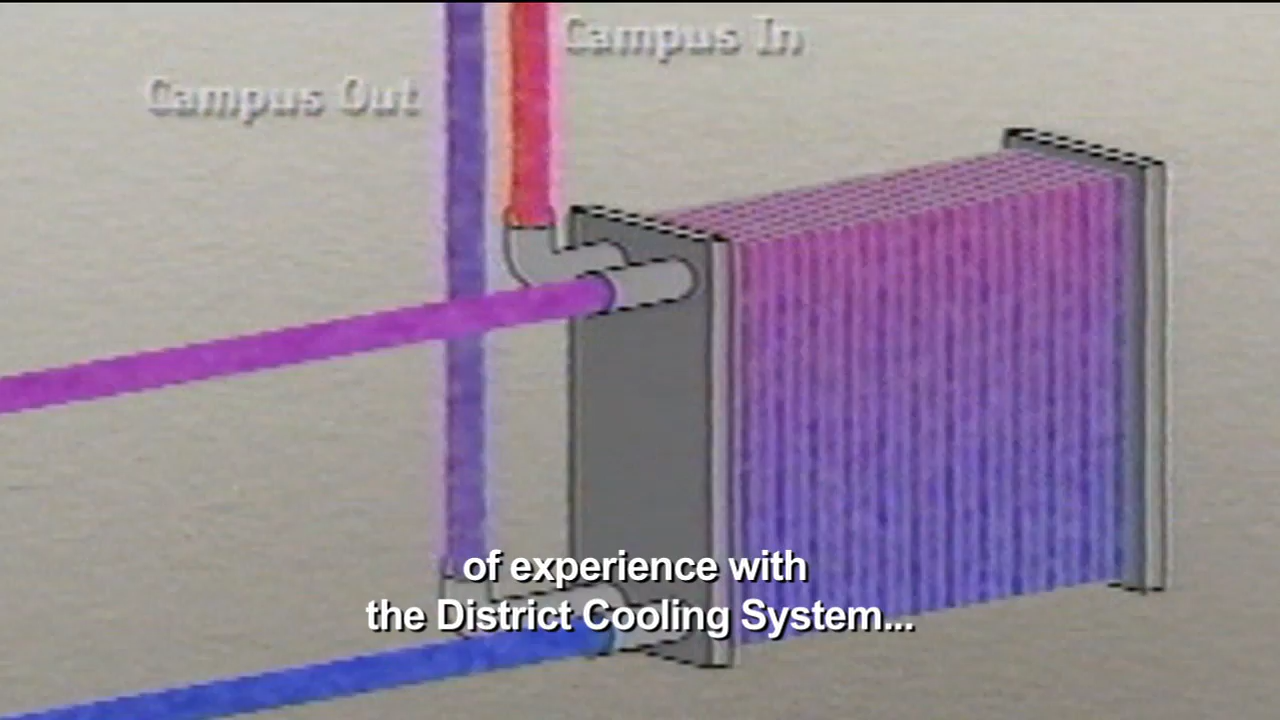 Campus In
Campus Out
of experience with
the District Cooling System...